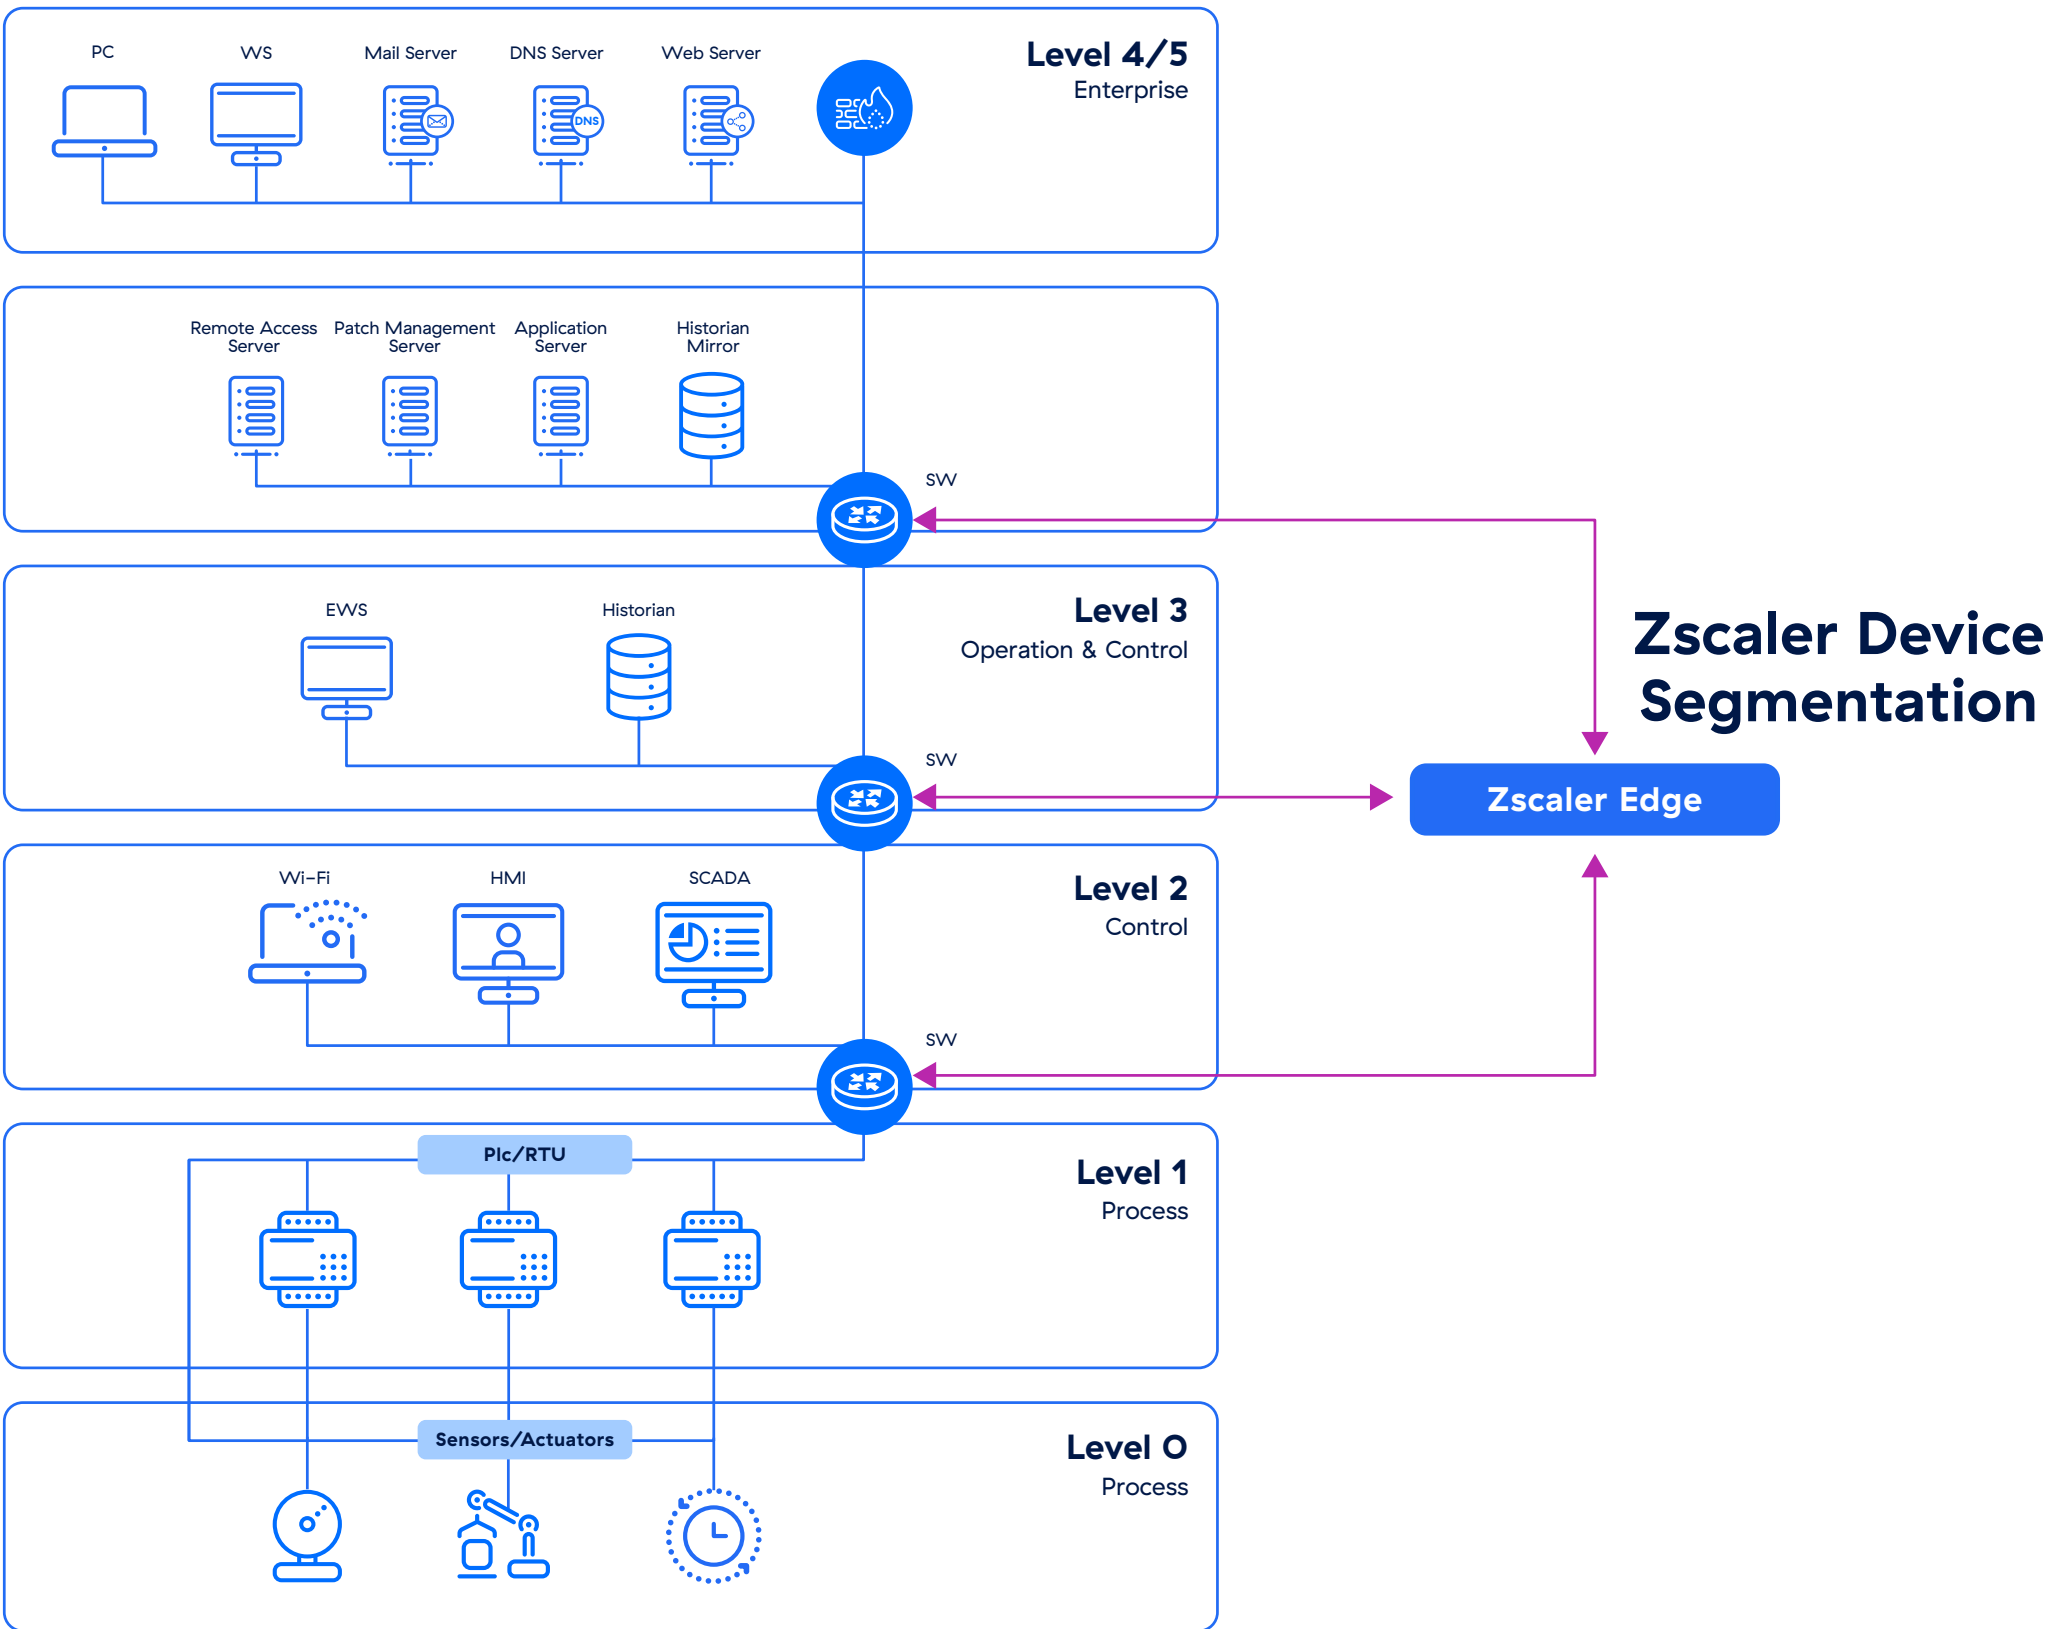 PC
WS
Mail Server
DNS Server
Web Server
DNS
Level 4/5
Enterprise
Remote Access
Server
Patch Management
Server
Application
Server
Historian
Mirror
SW
EWS
Historian
Level 3
Operation & Control
SW
Zscaler Device
Segmentation
Zscaler Edge
Wi-Fi
HMI
SCADA
Level 2
Control
SW
Plc/RTU
Level 1
Process
Sensors/Actuators
Level 0
Process